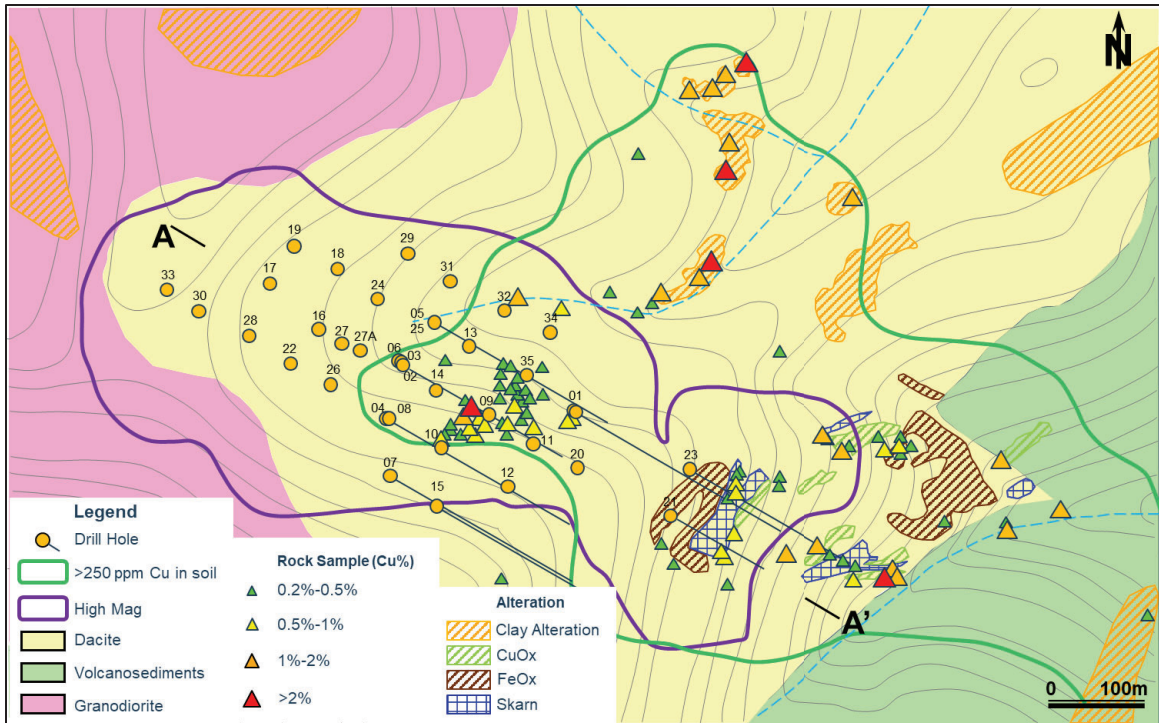 N
A
19
29
18
33
17
31
30
24
32
05
25
16
34
28
27
27A
13
06
03
22
35
02
26
14
04
08
09
01
10
11
20
23
07
12
15
21
A'
Legend
Drill Hole
>250 ppm Cu in soil
High Mag
Dacite
Volcanosediments
Granodiorite
Rock Sample (Cu%)
0.2%-0.5%
0.5%-1%
1%-2%
>2%
Alteration
Clay Alteration
CuOx
FeOx
Skarn
0 100m